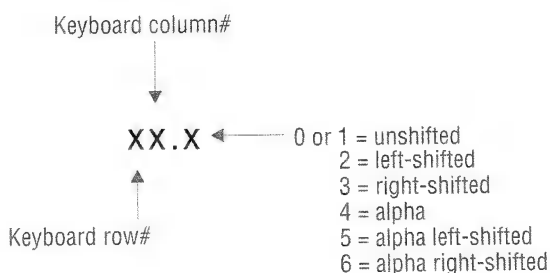 Keyboard column#
XX.X
0 or 1 = unshifted
2 = left-shifted
3 = right-shifted
4 = alpha
5 = alpha left-shifted
6 = alpha right-shifted
Keyboard row#